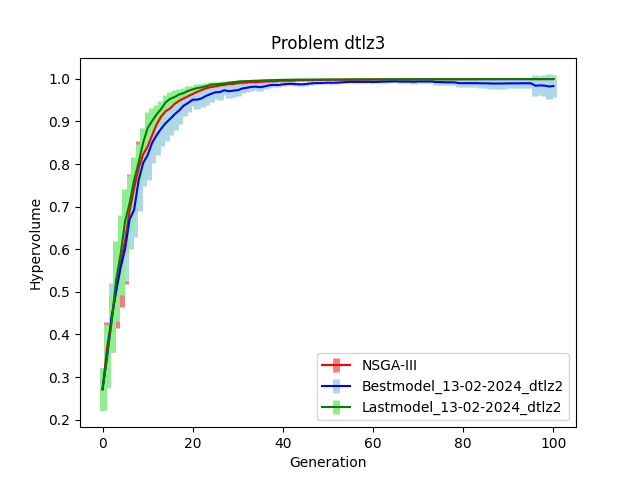 Problem dtlz3
1.0
0.9
0.8
0.7
0.6
0.5
0.4
0.3
0.2
Hypervolume
NSGA-III
Bestmodel_13-02-2024_dtlz2
Lastmodel_13-02-2024_dtlz2
0 20 40 60 80 100
Generation